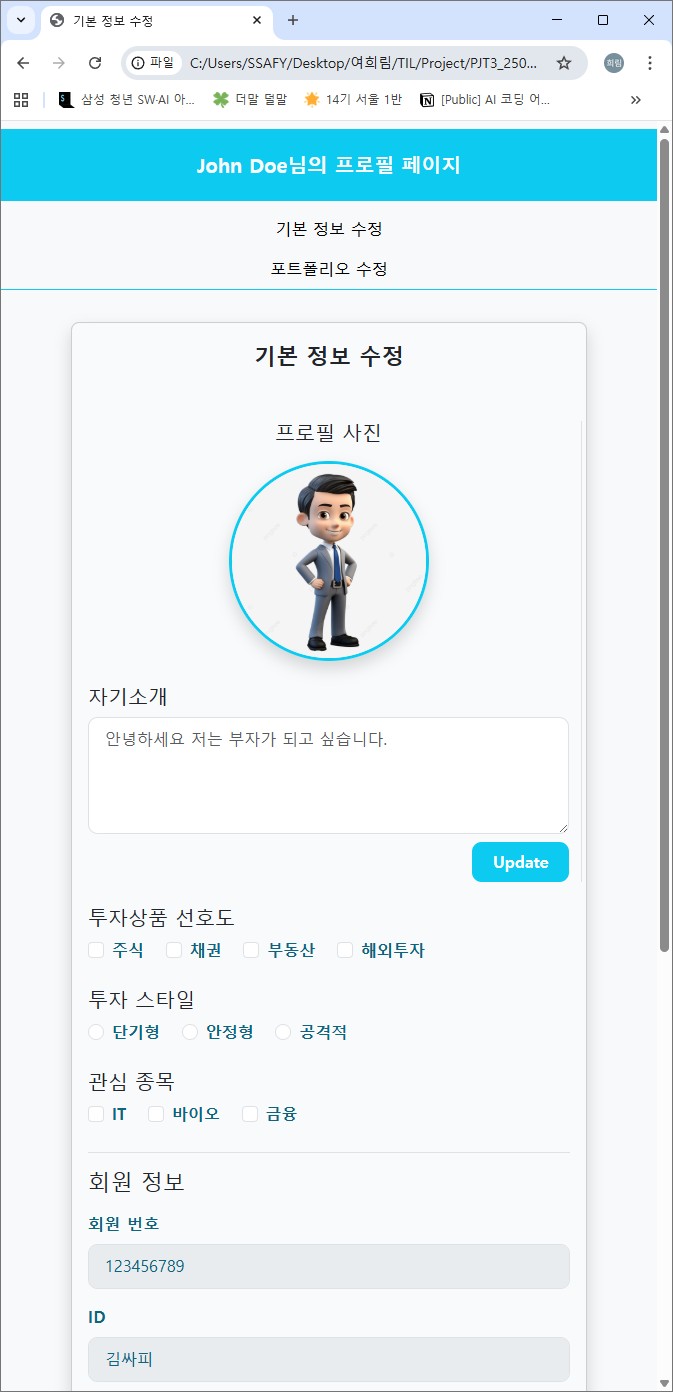 기본 정보 수정
파일 C:/Users/SSAFY/Desktop/여희림/TIL/Project/PJT3_250...
희림
삼성 청년 SW·AI 아... 더말 덜말 14기 서울 1반 [Public] AI 코딩 어...
John Doe님의 프로필 페이지
기본 정보 수정
포트폴리오 수정
기본 정보 수정
프로필 사진
자기소개
안녕하세요 저는 부자가 되고 싶습니다.
Update
투자상품 선호도
주식 채권 부동산 해외투자
투자 스타일
단기형 안정형 공격적
관심 종목
IT 바이오 금융
회원 정보
회원 번호
123456789
ID
김싸피